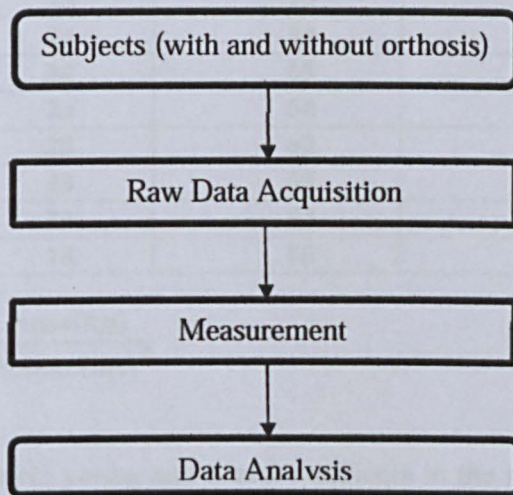 Subjects (with and without orthosis)
Raw Data Acquisition
Measurement
Data Analysis